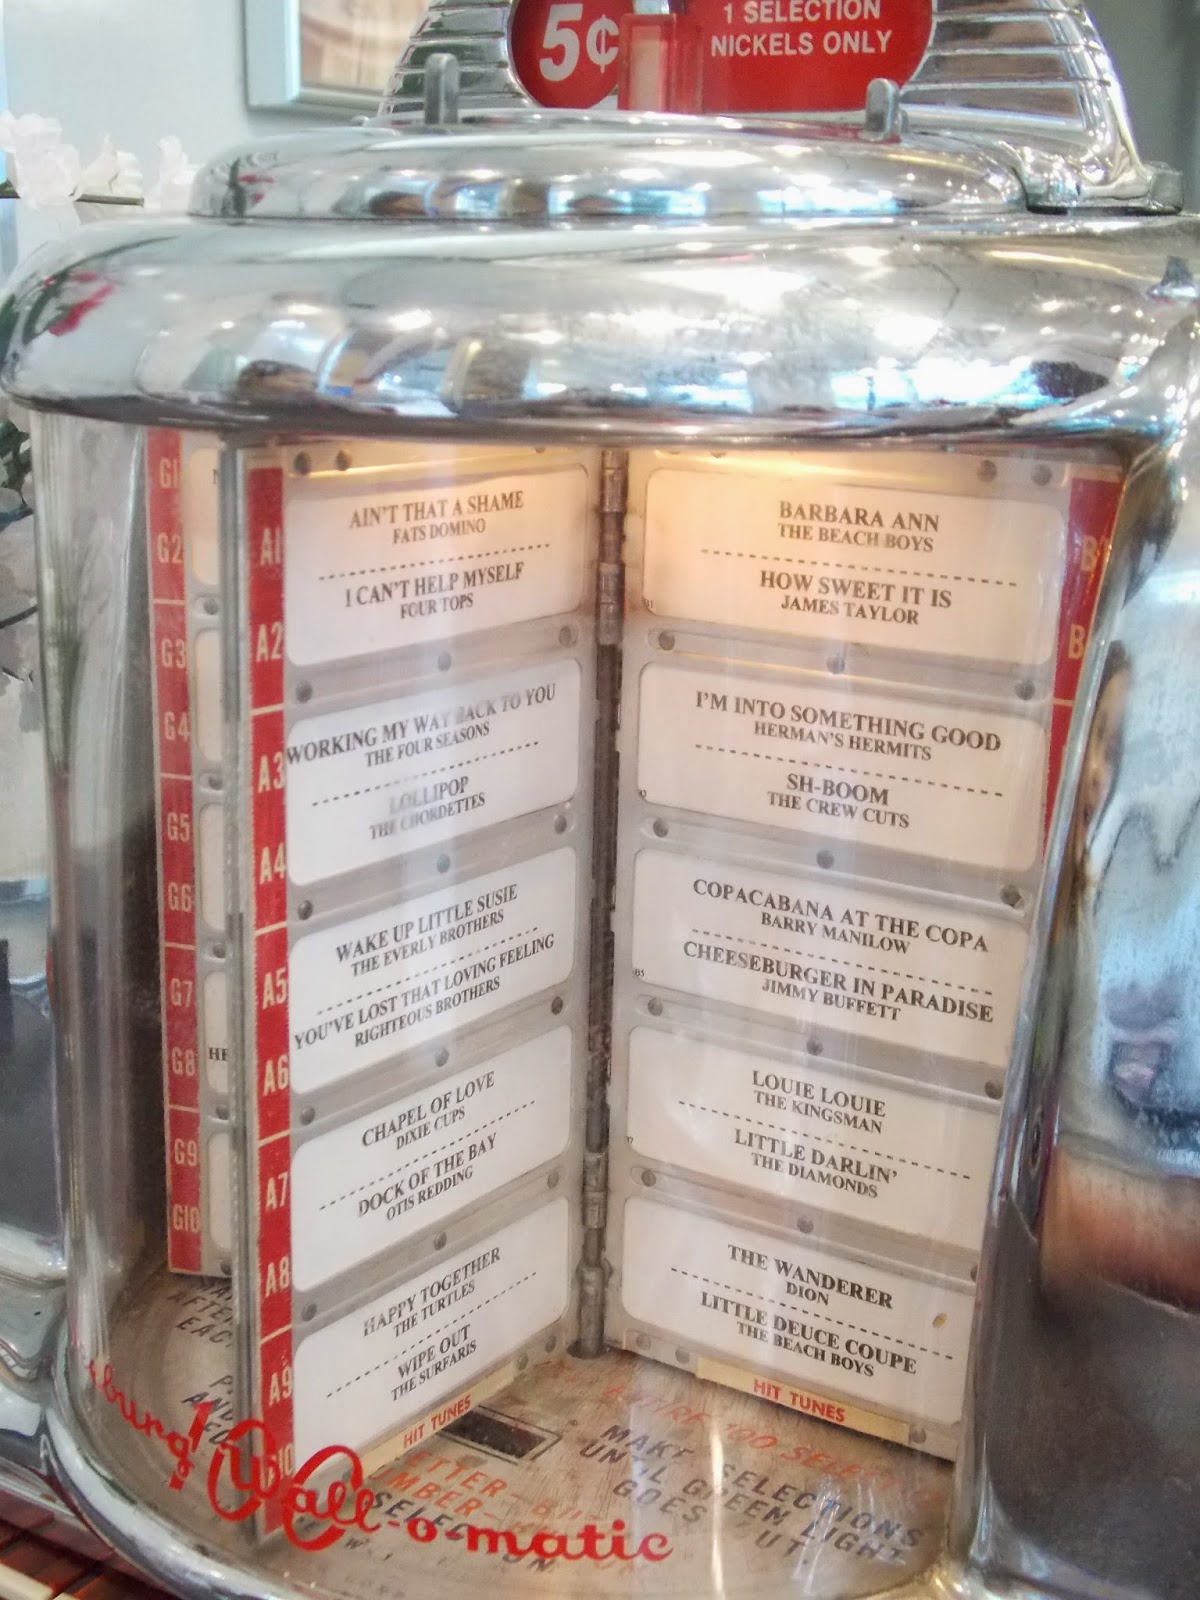 5¢
1 SELECTION
NICKELS ONLY
G2
G3
G4
G5
G6
G7
G8
G9
G10
A1
A2
A3
A4
A5
A6
A7
A8
A9
AIN'T THAT A SHAME
FATS DOMINO
I CAN'T HELP MYSELF
FOUR TOPS
WORKING MY WAY BACK TO YOU
THE FOUR SEASONS
LOLLIPOP
THE CHORDETTES
WAKE UP LITTLE SUSIE
THE EVERLY BROTHERS
YOU'VE LOST THAT LOVING FEELING
RIGHTEOUS BROTHERS
CHAPEL OF LOVE
DIXIE CUPS
DOCK OF THE BAY
OTIS REDDING
HAPPY TOGETHER
THE TURTLES
WIPE OUT
THE SURFARIS
HIT TUNES
BARBARA ANN
THE BEACH BOYS
HOW SWEET IT IS
JAMES TAYLOR
I'M INTO SOMETHING GOOD
HERMAN'S HERMITS
SH-BOOM
THE CREW CUTS
COPACABANA AT THE COPA
BARRY MANILOW
CHEESEBURGER IN PARADISE
JIMMY BUFFETT
LOUIE LOUIE
THE KINGSMAN
LITTLE DARLIN'
THE DIAMONDS
THE WANDERER
DION
LITTLE DEUCE COUPE
THE BEACH BOYS
HIT TUNES
MAKE SELECTIONS
UNTIL GREEN LIGHT
GOES OUT.
Wall-o-matic